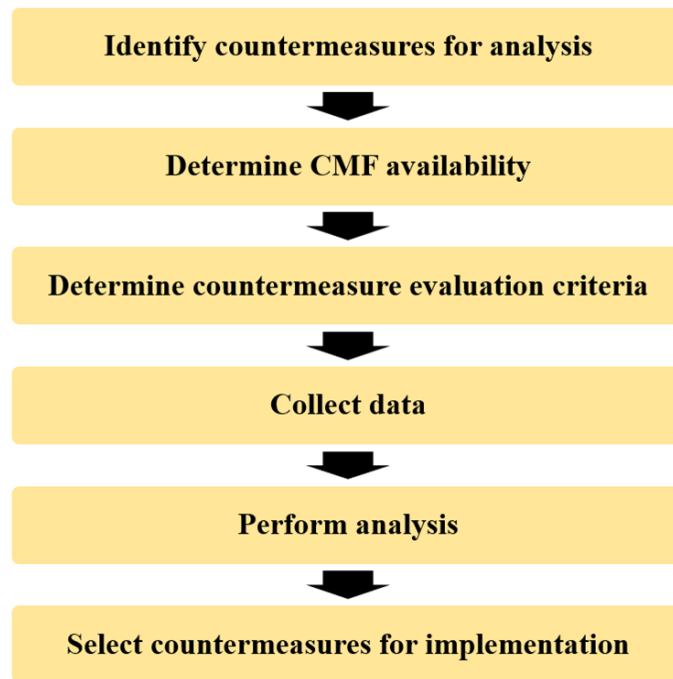 Identify countermeasures for analysis
Determine CMF availability
Determine countermeasure evaluation criteria
Collect data
Perform analysis
Select countermeasures for implementation